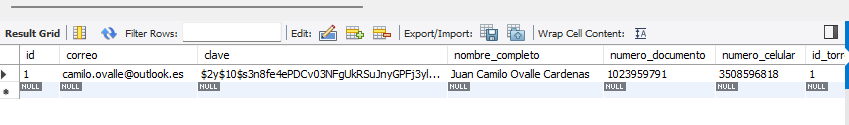 Result Grid Filter Rows: Edit: Export/Import: Wrap Cell Content:
id correo clave nombre_completo numero_documento numero_celular id_torr
1 camilo.ovalle@outlook.es $2y$10$s3n8fe4ePDCv03NFgUkRSuJnyGPFj3yl... Juan Camilo Ovalle Cardenas 1023959791 3508596818 1
NULL NULL NULL NULL NULL NULL NULL